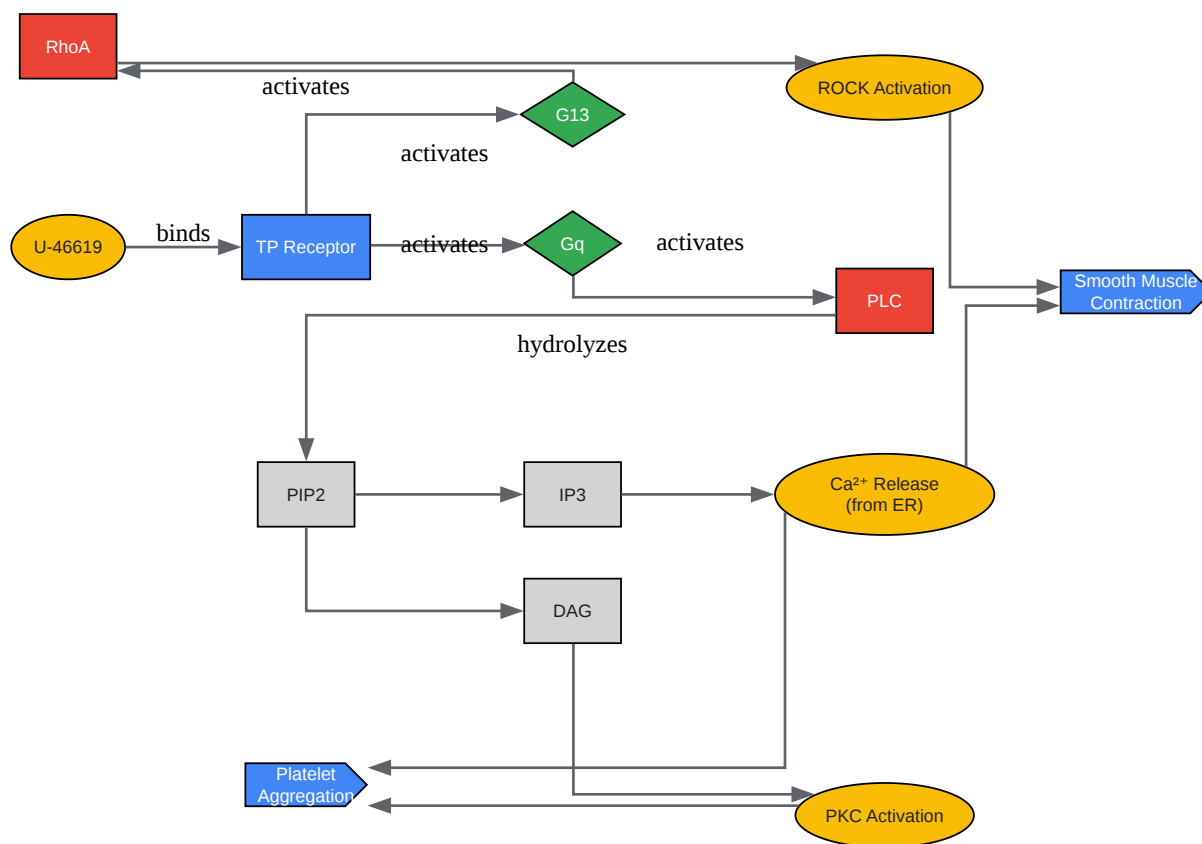 RhoA
activates
G13
ROCK Activation
activates
U-46619
binds
TP Receptor
activates
Gq
activates
PLC
Smooth Muscle
Contraction
hydrolyzes
PIP2
IP3
Ca²⁺ Release
(from ER)
DAG
Platelet
Aggregation
PKC Activation